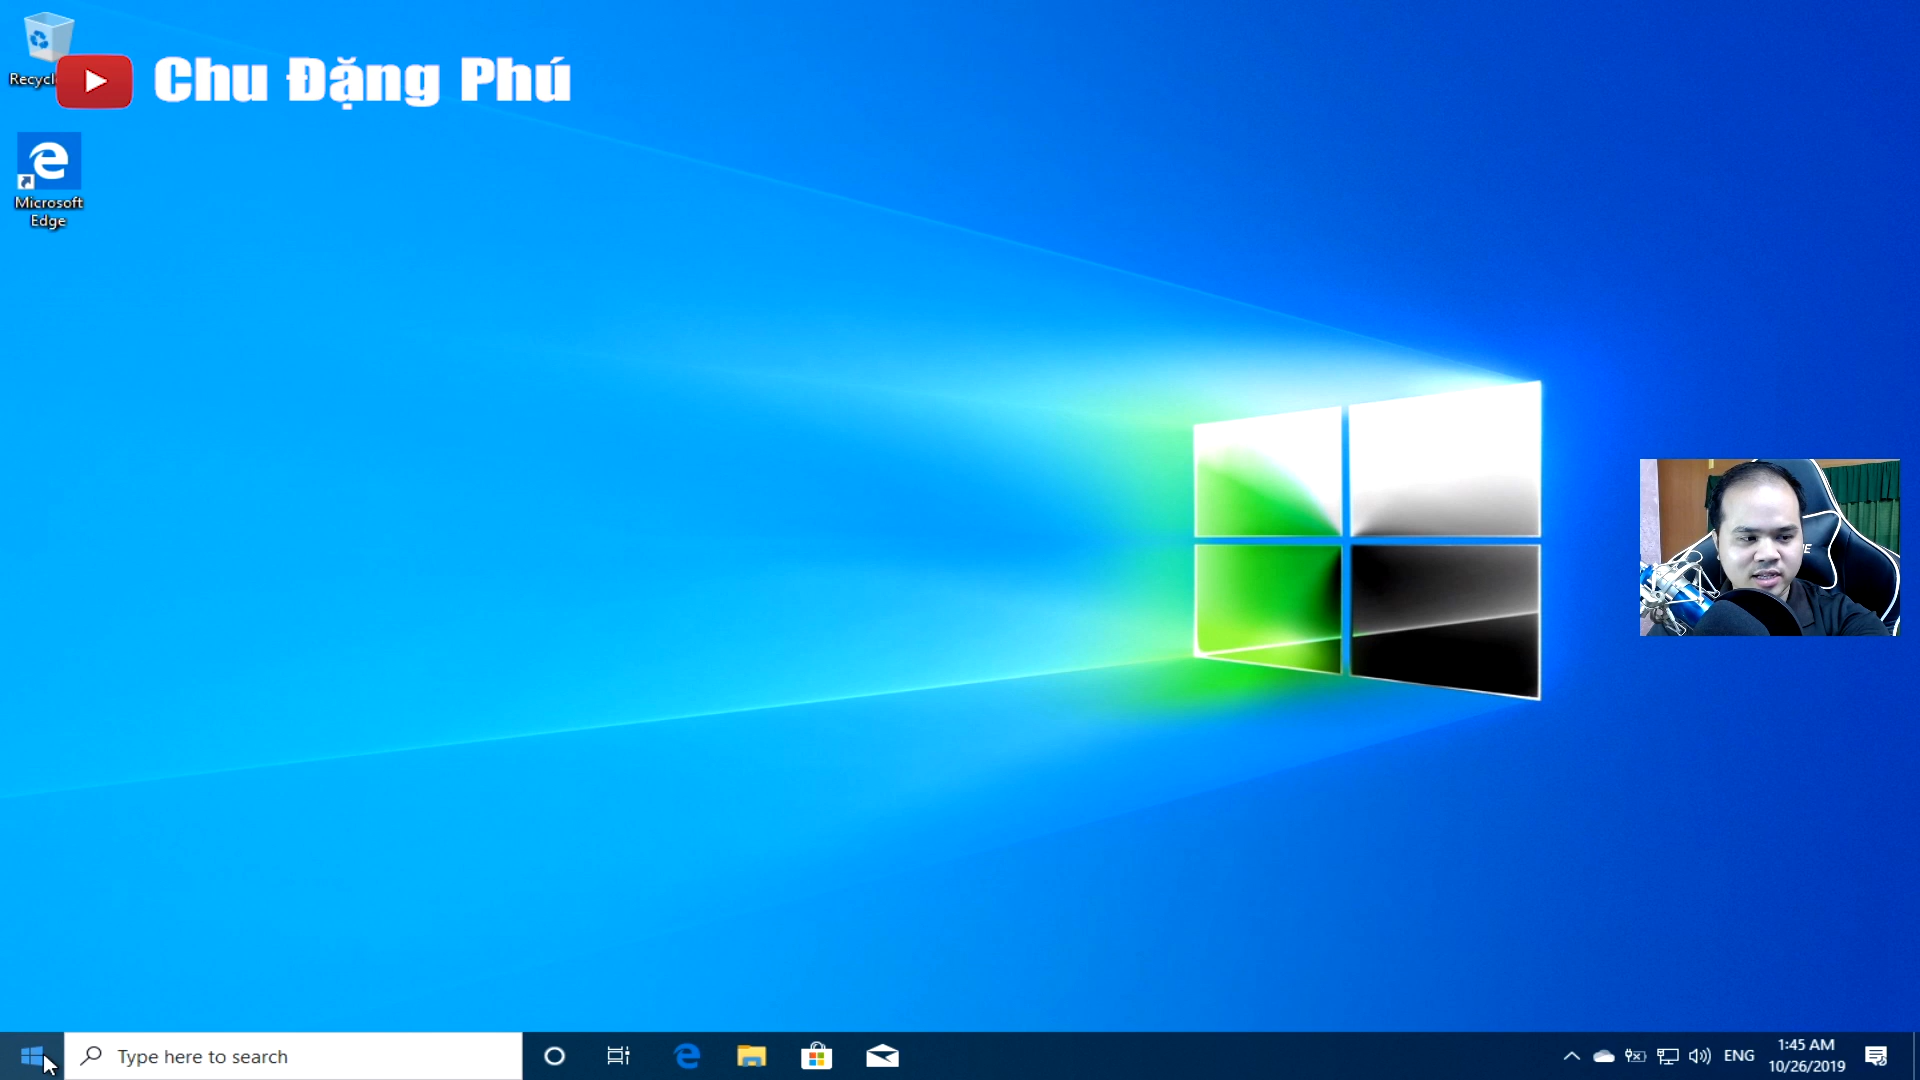 Recycl
Chu Đặng Phú
Microsoft
Edge
Type here to search
ENG
1:45 AM
10/26/2019